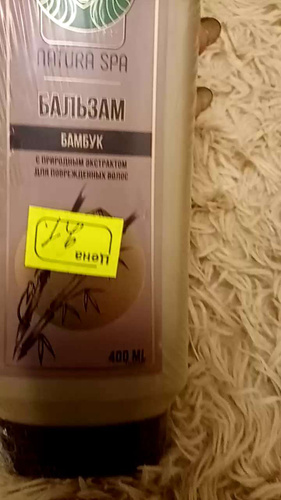 NATURA SPA
БАЛЬЗАМ
БАМБУК
С ПРИРОДНЫМ ЭКСТРАКТОМ
ДЛЯ ПОВРЕЖДЕННЫХ ВОЛОС
Цена
400 ML